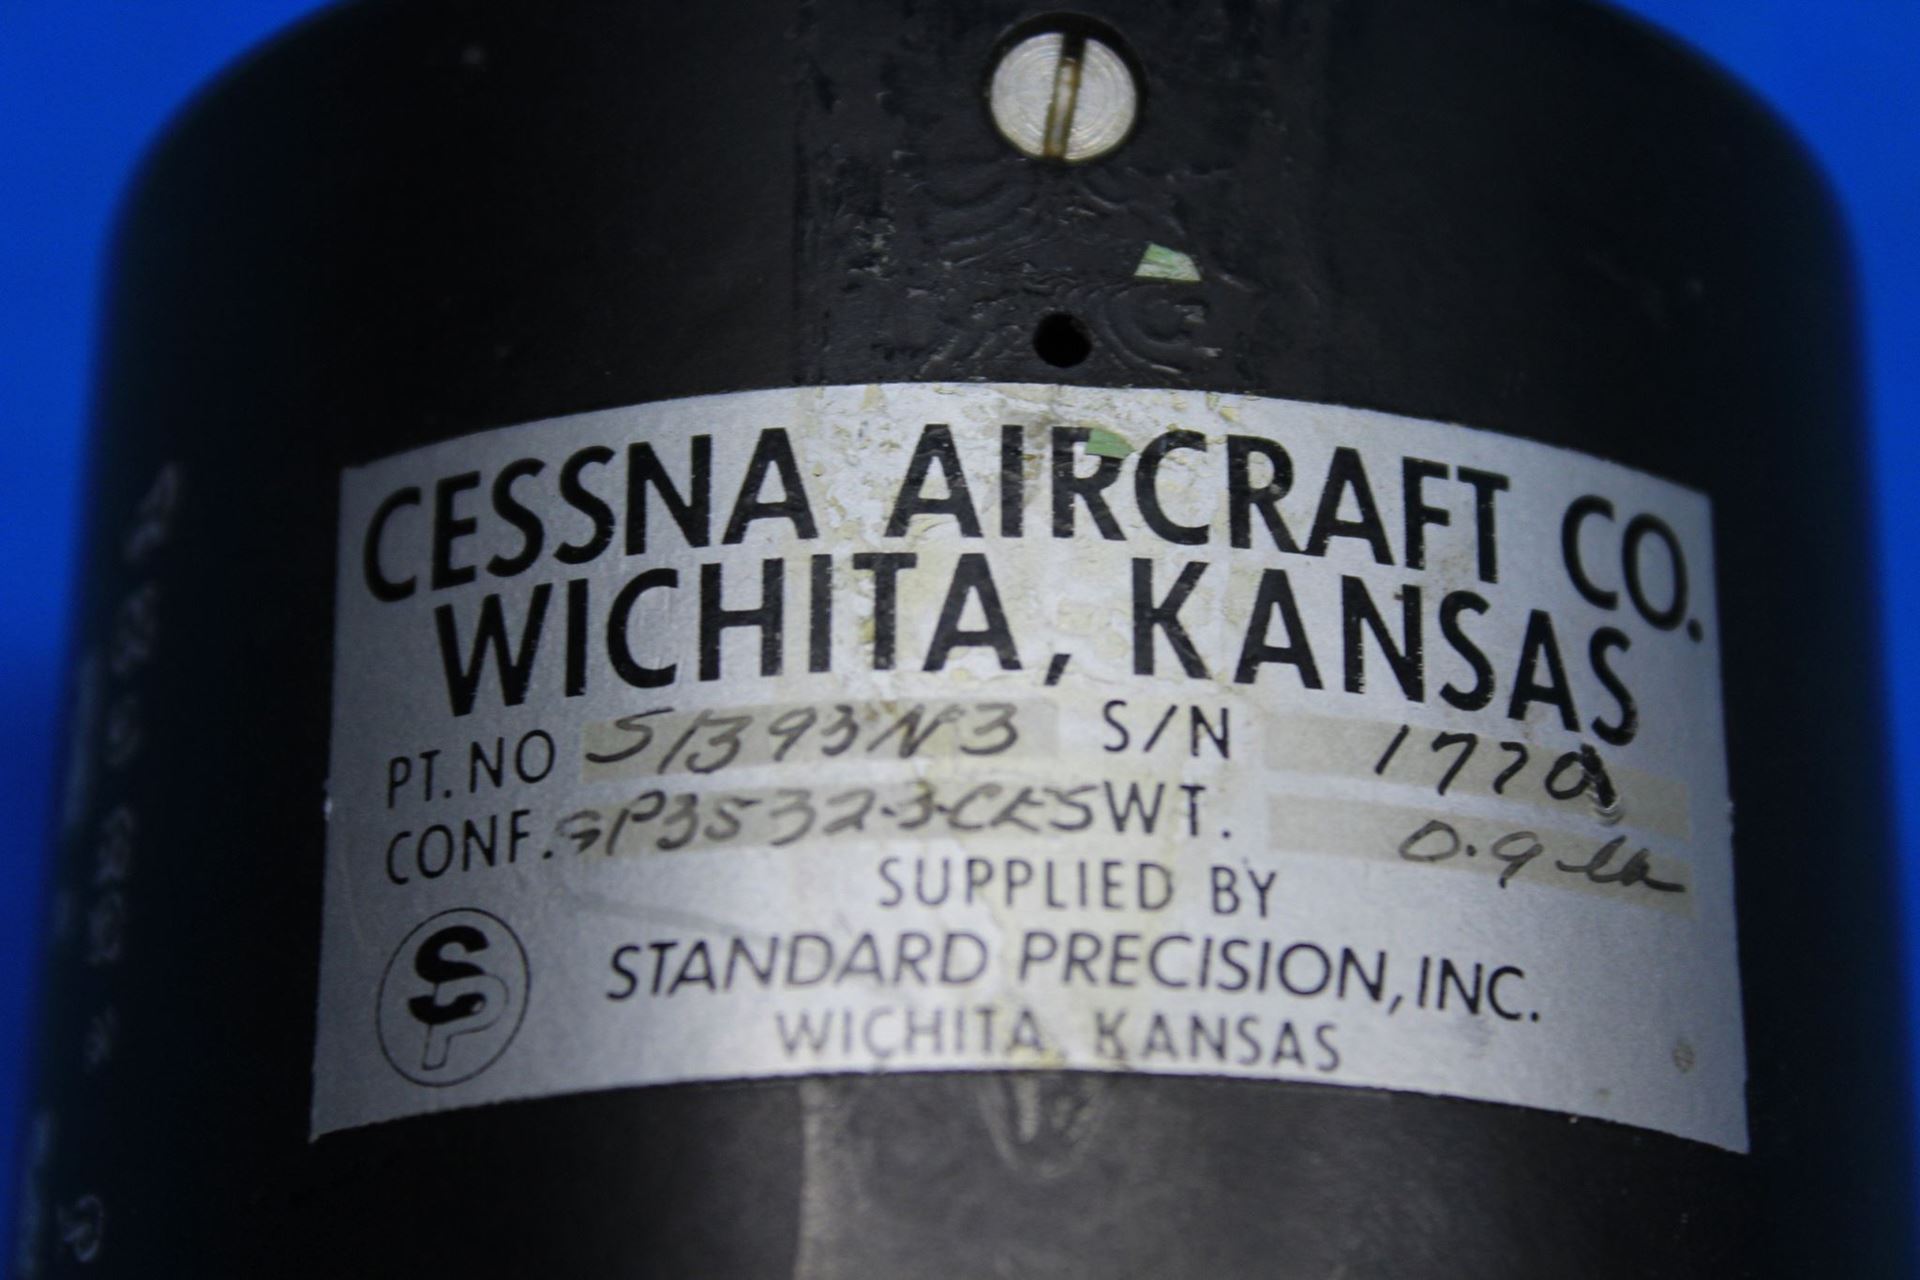 CESSNA AIRCRAFT CO.
WICHITA, KANSAS
PT. NO S1393N3 S/N 1770
CONF. SP3532-3-CES WT. 0.9 lb
SUPPLIED BY
SP STANDARD PRECISION, INC.
WICHITA, KANSAS